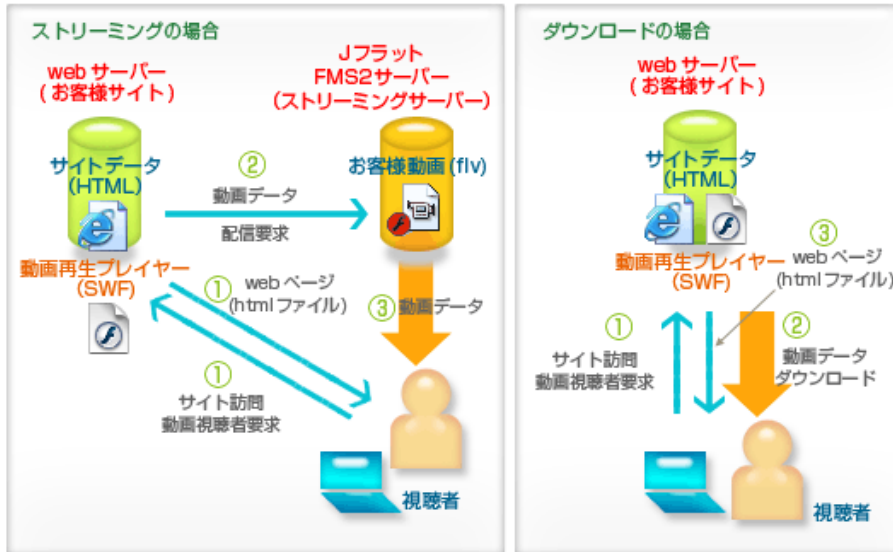 ストリーミングの場合
webサーバー
(お客様サイト)
Jフラット
FMS2サーバー
(ストリーミングサーバー)
サイトデータ
(HTML)
②
動画データ
配信要求
お客様動画(flv)
動画再生プレイヤー
(SWF)
①
webページ
(htmlファイル)
③動画データ
①
サイト訪問
動画視聴者要求
視聴者
ダウンロードの場合
webサーバー
(お客様サイト)
サイトデータ
(HTML)
動画再生プレイヤー
(SWF)
③
webページ
(htmlファイル)
①
サイト訪問
動画視聴者要求
②
動画データ
ダウンロード
視聴者